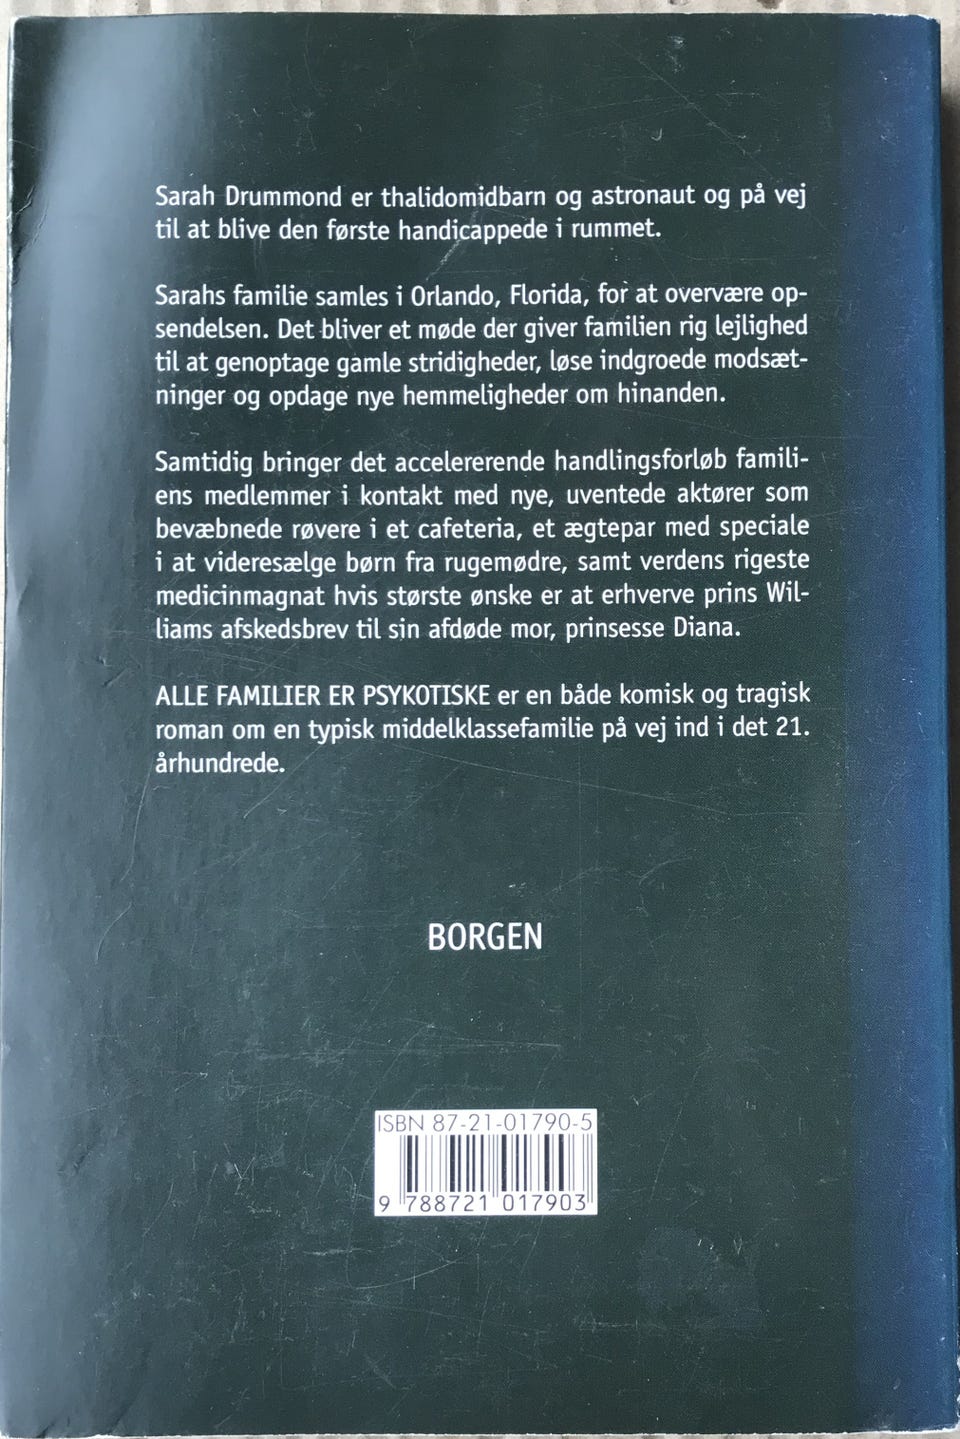 Sarah Drummond er thalidomidbarn og astronaut og på vej
til at blive den første handicappede i rummet.
Sarahs familie samles i Orlando, Florida, for at overvære op-
sendelsen. Det bliver et møde der giver familien rig lejlighed
til at genoptage gamle stridigheder, løse indgroede modsæt-
ninger og opdage nye hemmeligheder om hinanden.
Samtidig bringer det accelererende handlingsforløb famili-
ens medlemmer i kontakt med nye, uventede aktører som
bevæbnede røvere i et cafeteria, et ægtepar med speciale
i at videresælge børn fra rugemødre, samt verdens rigeste
medicinmagnat hvis største ønske er at erhverve prins Wil-
liams afskedsbrev til sin afdøde mor, prinsesse Diana.
ALLE FAMILIER ER PSYKOTISKE er en både komisk og tragisk
roman om en typisk middelklassefamilie på vej ind i det 21.
århundrede.
BORGEN
ISBN 87-21-01790-5
9 788721 017903